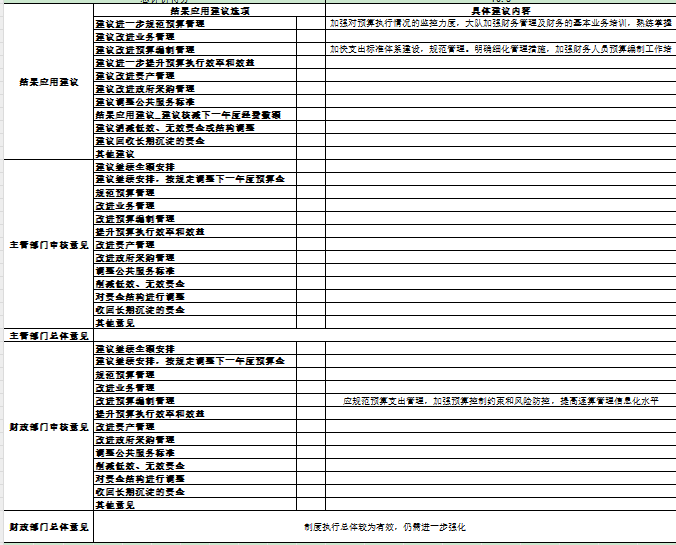 结果应用建议选项 具体建议内容
结果应用建议
建议进一步规范预算管理 加强对预算执行情况的监控力度，大队加强财务管理及财务的基本业务培训，熟练掌握
建议改进业务管理
建议改进预算编制管理 加快支出标准体系建设，规范管理。明确细化管理措施，加强财务人员预算编制工作培
建议进一步提升预算执行效率和效益
建议改进资产管理
建议改进政府采购管理
建议调整公共服务标准
结果应用建议_建议核减下一年度经费数额
建议消减低效、无效资金或结构调整
建议回收长期沉淀的资金
其他建议
主管部门审核意见
建议继续全额安排
建议继续安排，按规定调整下一年度预算金
规范预算管理
改进业务管理
改进预算编制管理
提升预算执行效率和效益
改进资产管理
改进政府采购管理
调整公共服务标准
削减低效、无效资金
对资金结构进行调整
收回长期沉淀的资金
其他意见
主管部门总体意见
财政部门审核意见
建议继续全额安排
建议继续安排，按规定调整下一年度预算金
规范预算管理
改进业务管理
改进预算编制管理 应规范预算支出管理，加强预算控制约束和风险防控，提高运算管理信息化水平
提升预算执行效率和效益
改进资产管理
改进政府采购管理
调整公共服务标准
削减低效、无效资金
对资金结构进行调整
收回长期沉淀的资金
其他意见
财政部门总体意见 制度执行总体较为有效，仍需进一步强化